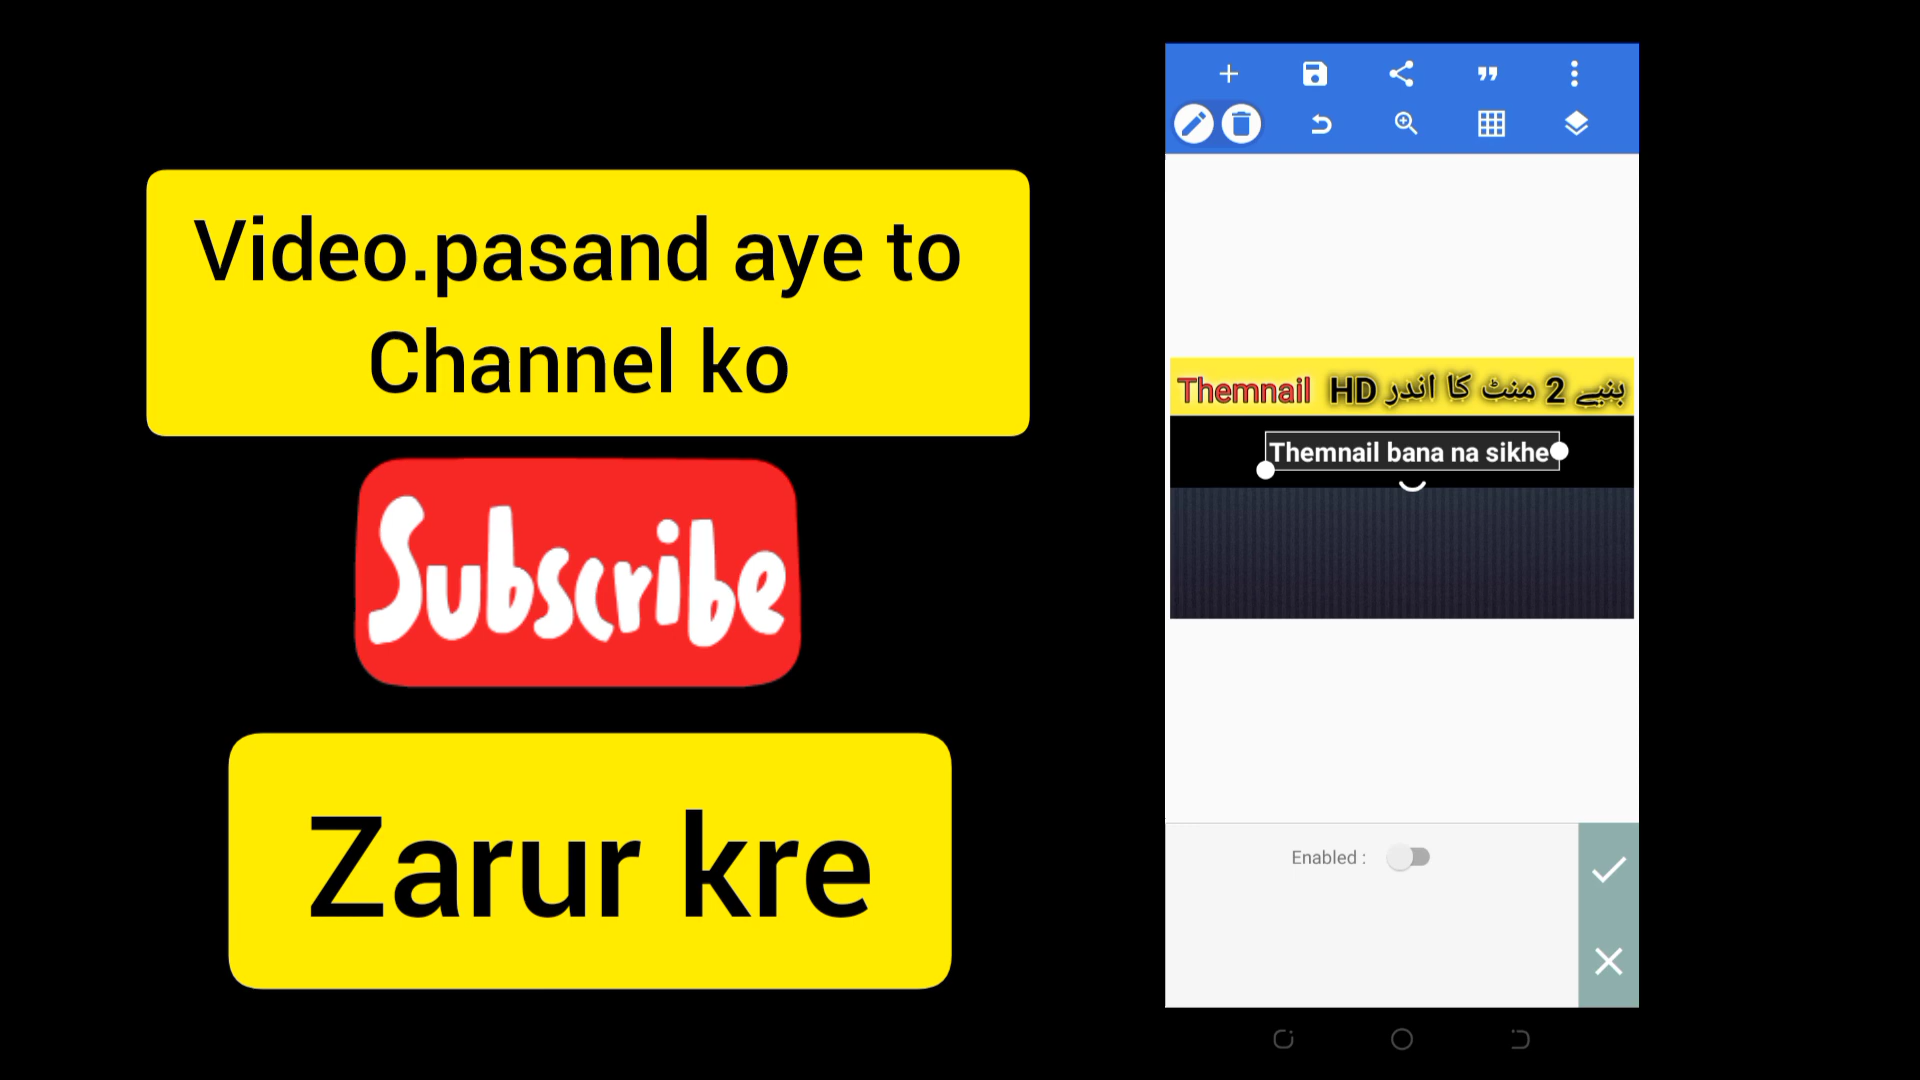 Video.pasand aye to
Channel ko
Subscribe
Zarur kre
Themnail HD بنیے 2 منٹ کا اندر
Themnail bana na sikhe
Enabled :